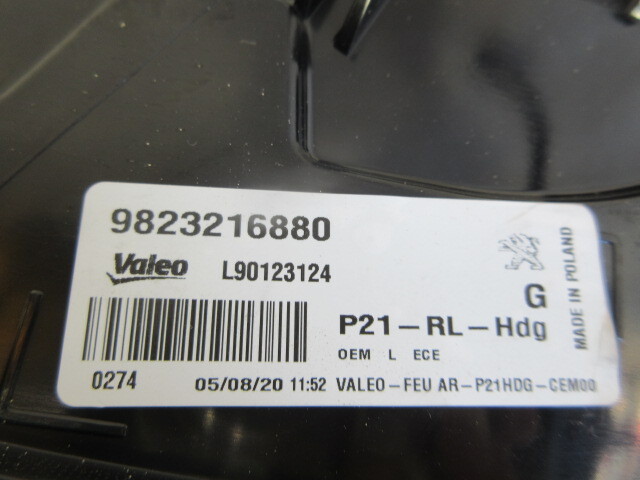 9823216880
Valeo L90123124
G
P21-RL-Hdg
OEM L ECE
0274 05/08/20 11:52 VALEO-FEU AR-P21HDG-CEM00
MADE IN POLAND